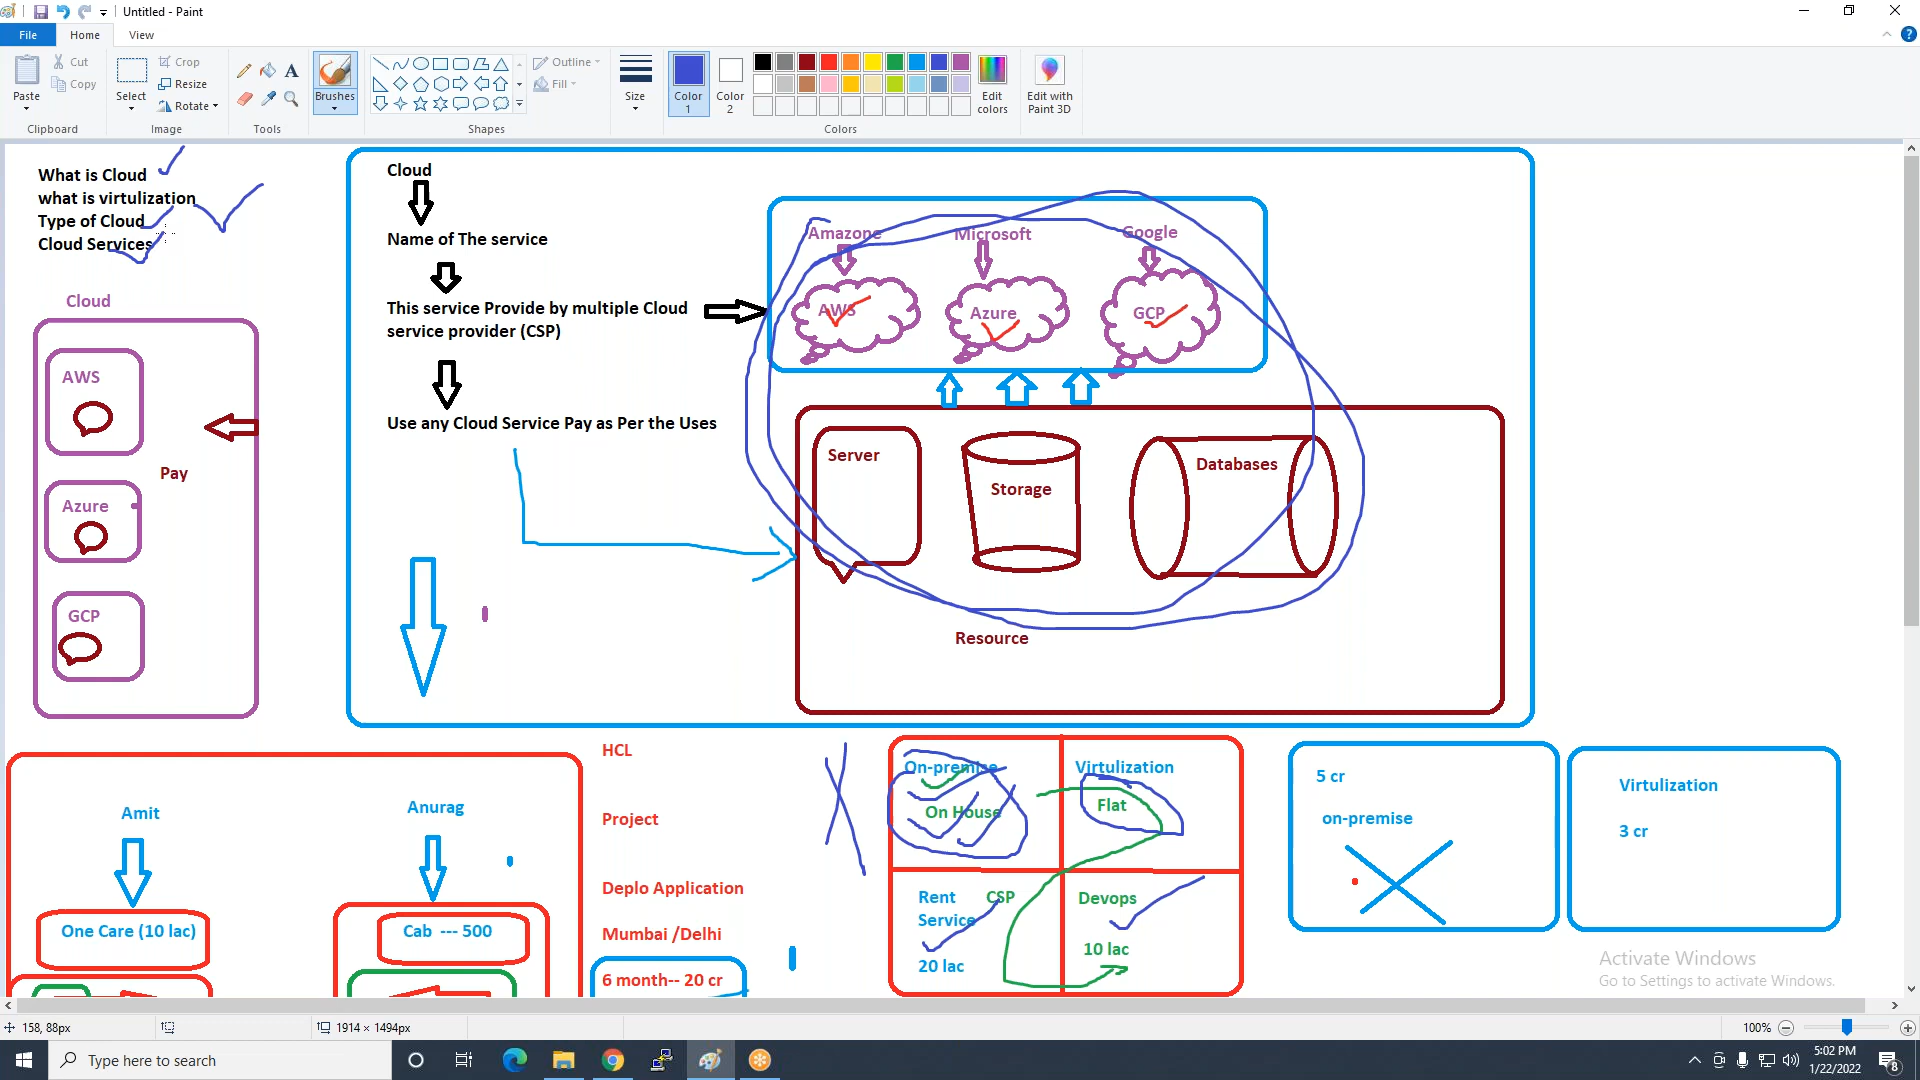 Untitled - Paint
File
Home
View
Paste
Cut
Copy
Clipboard
Select
Crop
Resize
Rotate
Image
Tools
A
Brushes
Shapes
Outline
Fill
Size
Color
1
Color
2
Colors
Edit
colors
Edit with
Paint 3D
What is Cloud
what is virtulization
Type of Cloud
Cloud Services
Cloud
AWS
Pay
Azure
GCP
Cloud
Name of The service
This service Provide by multiple Cloud
service provider (CSP)
Use any Cloud Service Pay as Per the Uses
Amazone
Microsoft
Google
AWS
Azure
GCP
Server
Storage
Databases
Resource
Amit
Anurag
One Care (10 lac)
Cab --- 500
HCL
Project
Deplo Application
Mumbai /Delhi
6 month-- 20 cr
On-premise
On House
Virtulization
Flat
Rent
Service
CSP
20 lac
Devops
10 lac
5 cr
on-premise
Virtulization
3 cr
Activate Windows
Go to Settings to activate Windows.
158, 88px
1914 × 1494px
100%
Type here to search
5:02 PM
1/22/2022
8